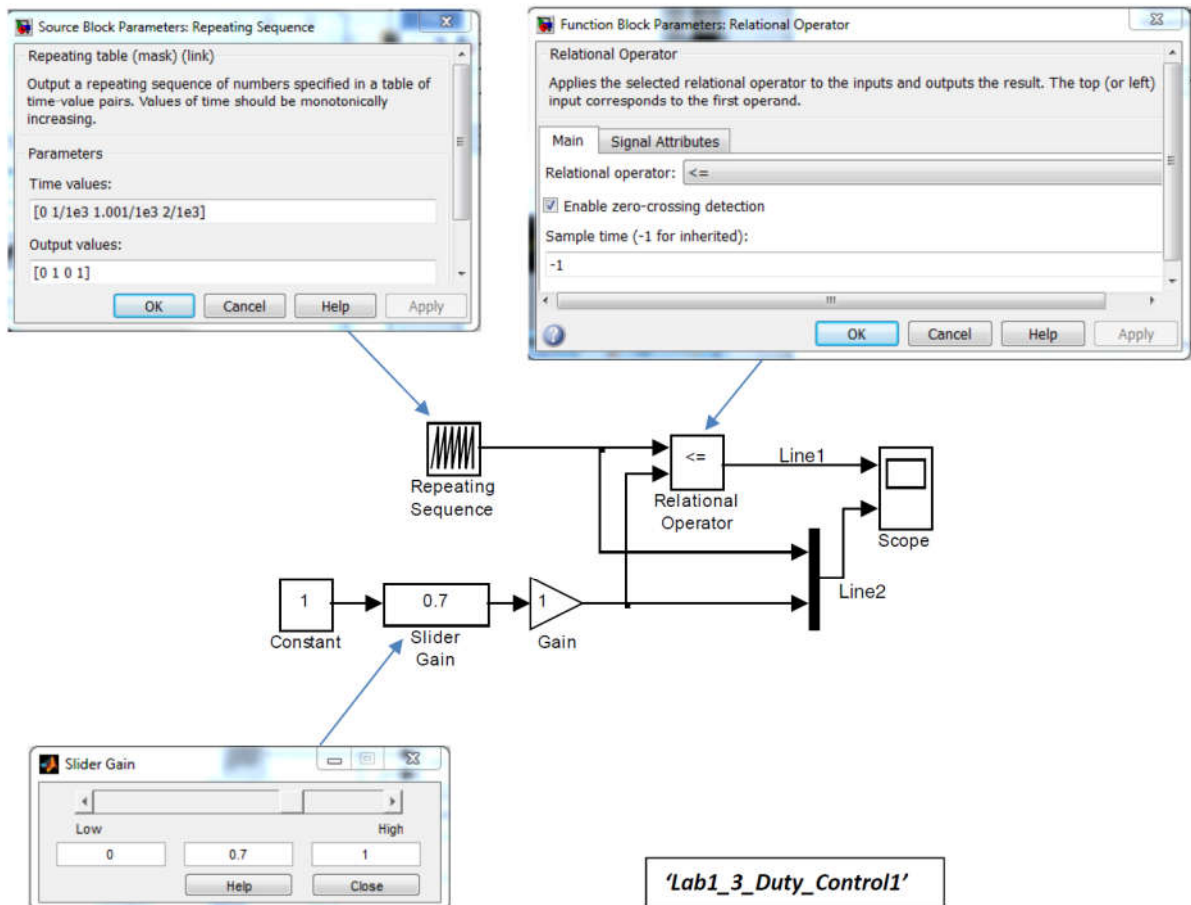 Source Block Parameters: Repeating Sequence
Repeating table (mask) (link)
Output a repeating sequence of numbers specified in a table of
time-value pairs. Values of time should be monotonically
increasing.
Parameters
Time values:
[0 1/1e3 1.001/1e3 2/1e3]
Output values:
[0 1 0 1]
OK Cancel Help Apply
Function Block Parameters: Relational Operator
Relational Operator
Applies the selected relational operator to the inputs and outputs the result. The top (or left)
input corresponds to the first operand.
Main Signal Attributes
Relational operator: <=
Enable zero-crossing detection
Sample time (-1 for inherited):
-1
OK Cancel Help Apply
Repeating
Sequence
<=
Relational
Operator
Line1
Scope
Line2
1
Constant
0.7
Slider
Gain
1
Gain
Slider Gain
Low High
0 0.7 1
Help Close
'Lab1_3_Duty_Control1'